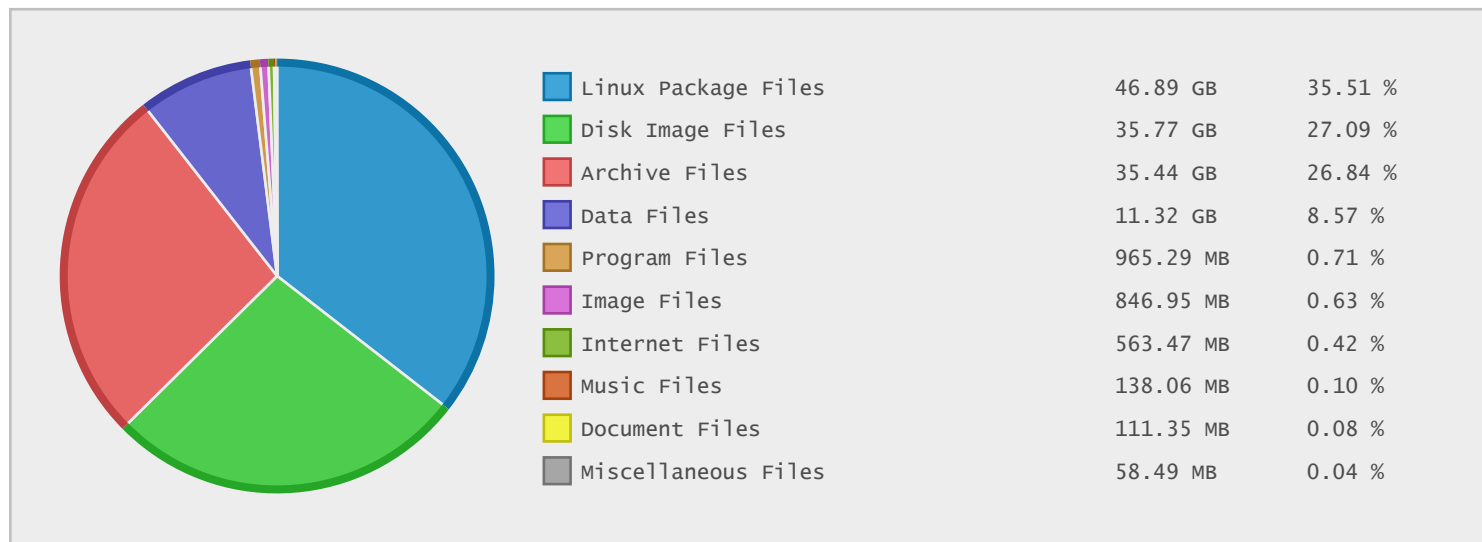 Linux Package Files 46.89 GB 35.51 %
Disk Image Files 35.77 GB 27.09 %
Archive Files 35.44 GB 26.84 %
Data Files 11.32 GB 8.57 %
Program Files 965.29 MB 0.71 %
Image Files 846.95 MB 0.63 %
Internet Files 563.47 MB 0.42 %
Music Files 138.06 MB 0.10 %
Document Files 111.35 MB 0.08 %
Miscellaneous Files 58.49 MB 0.04 %